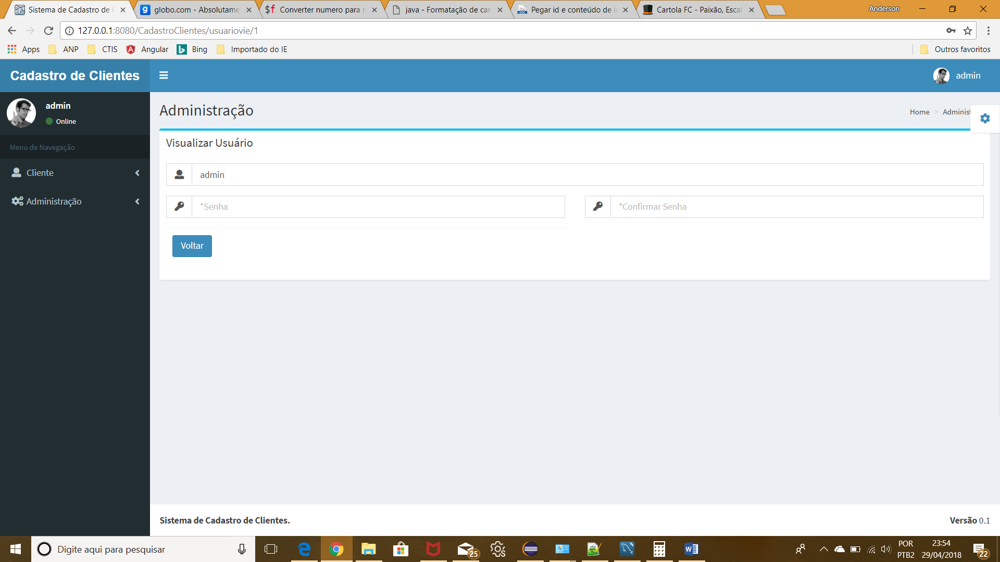 Sistema de Cadastro de C
globo.com - Absolutame
Converter numero para n
java - Formatação de can
Pegar id e conteúdo de i
Cartola FC - Paixão, Escal
Anderson
127.0.0.1:8080/CadastroClientes/usuariovie/1
Apps
ANP
CTIS
Angular
Bing
Importado do IE
Outros favoritos
Cadastro de Clientes
admin
admin
Online
Menu de Navegação
Cliente
Administração
Administração
Home > Adminis
Visualizar Usuário
admin
*Senha
*Confirmar Senha
Voltar
Sistema de Cadastro de Clientes.
Versão 0.1
Digite aqui para pesquisar
25
POR
PTB2
23:54
29/04/2018
22